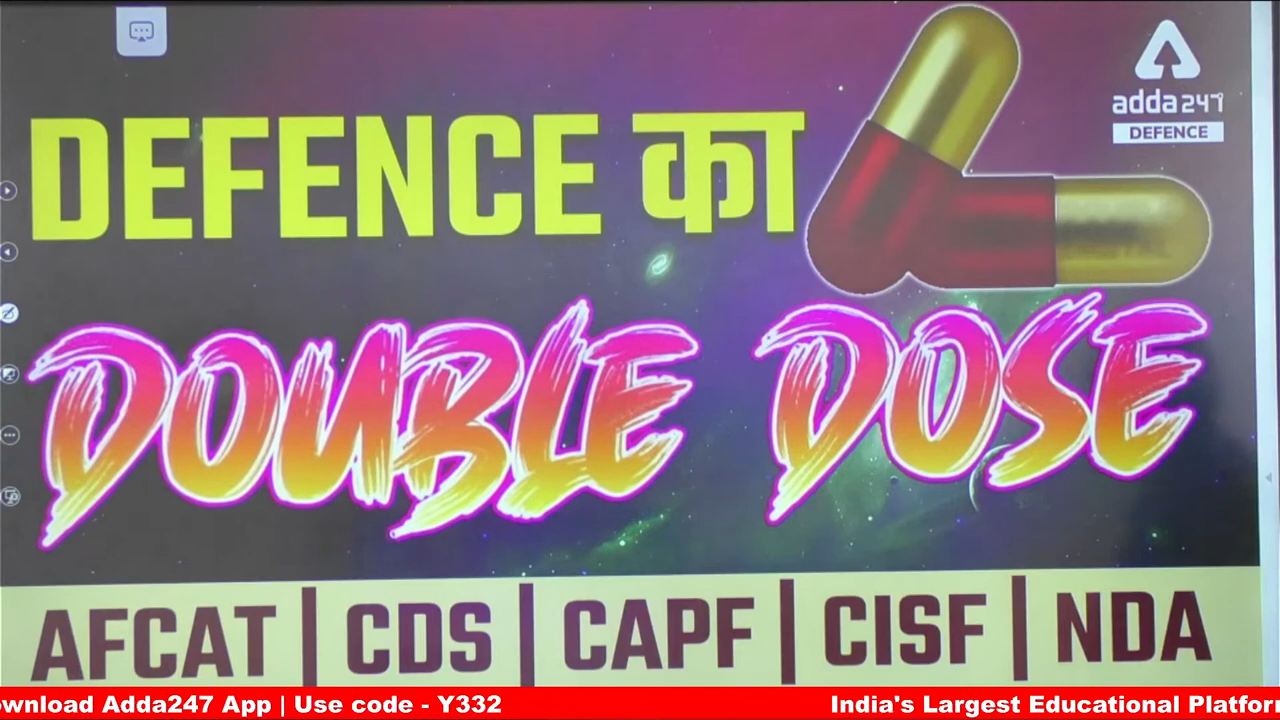 adda247
DEFENCE
DEFENCE का
DOUBLE DOSE
AFCAT | CDS | CAPF | CISF | NDA
ownload Adda247 App | Use code - Y332
India's Largest Educational Platfor